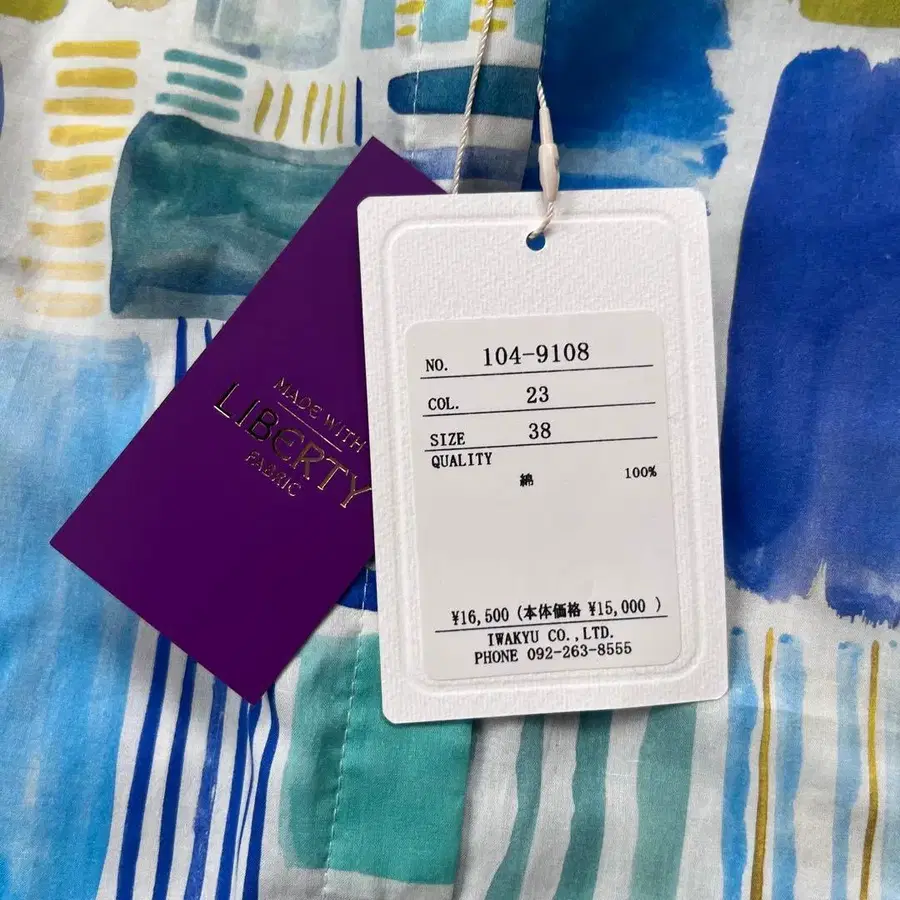 MADE WITH
LIBERTY
FABRIC
NO. 104-9108
COL. 23
SIZE 38
QUALITY
綿 100%
¥16,500 (本体価格 ¥15,000 )
IWAKYU CO.,LTD.
PHONE 092-263-8555